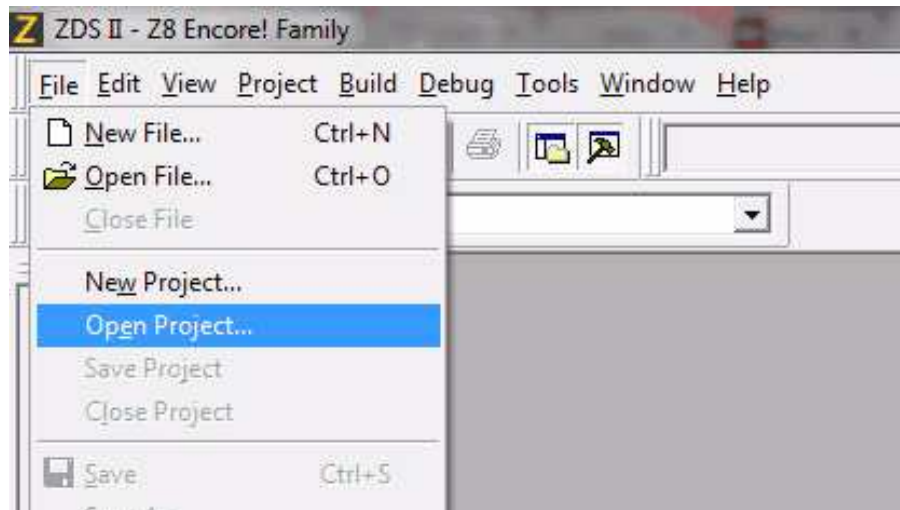 ZDS II - Z8 Encore! Family
File Edit View Project Build Debug Tools Window Help
New File... Ctrl+N
Open File... Ctrl+O
Close File
New Project...
Open Project...
Save Project
Close Project
Save Ctrl+S